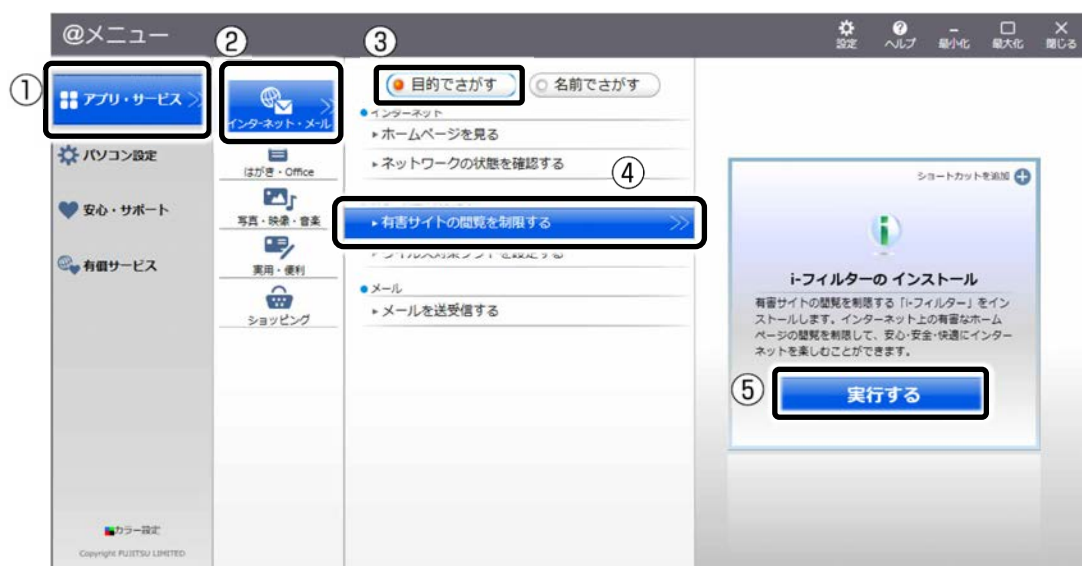 @メニュー
設定
ヘルプ
最小化
最大化
閉じる
①
アプリ・サービス
パソコン設定
安心・サポート
有償サービス
カラー設定
Copyright FUJITSU LIMITED
②
インターネット・メール
はがき・Office
写真・映像・音楽
実用・便利
ショッピング
③
目的でさがす
名前でさがす
インターネット
ホームページを見る
ネットワークの状態を確認する
④
有害サイトの閲覧を制限する
メール
メールを送受信する
ショートカットを追加
i
i-フィルターの インストール
有害サイトの閲覧を制限する「i-フィルター」をイン
ストールします。インターネット上の有害なホーム
ページの閲覧を制限して、安心・安全・快適にインター
ネットを楽しむことができます。
⑤
実行する